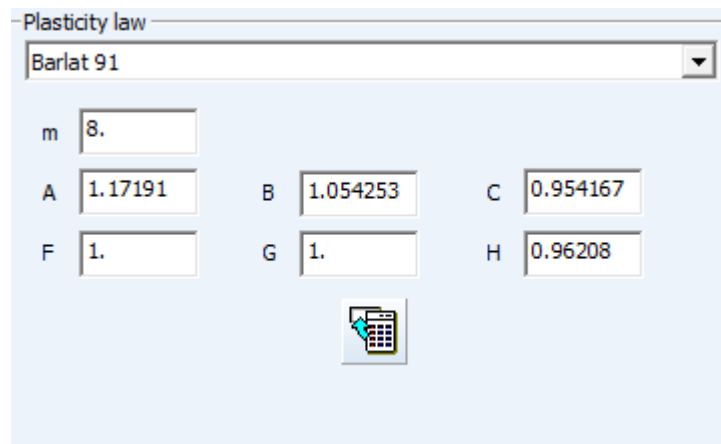 Plasticity law
Barlat 91
m 8.
A 1.17191 B 1.054253 C 0.954167
F 1. G 1. H 0.96208